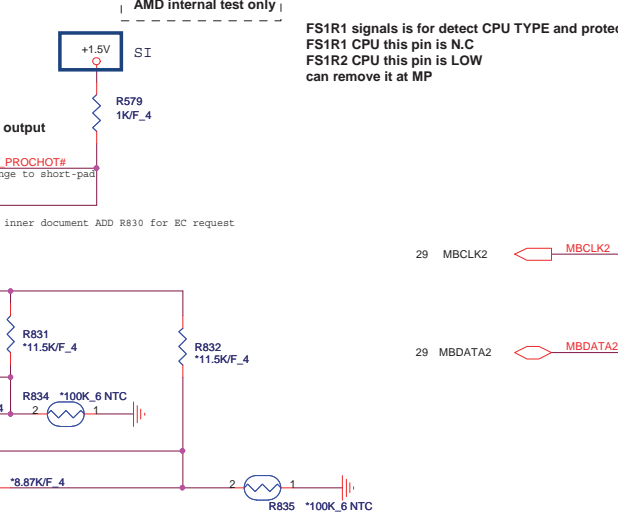 AMD internal test only
FS1R1 signals is for detect CPU TYPE and protec
FS1R1 CPU this pin is N.C
FS1R2 CPU this pin is LOW
can remove it at MP
+1.5V
SI
R579
1K/F_4
output
PROCHOT#
nge to short-pad
inner document ADD R830 for EC request
29 MBCLK2
MBCLK2
R831
*11.5K/F_4
R832
*11.5K/F_4
29 MBDATA2
MBDATA2
R834 *100K_6 NTC
4
2 1
*8.87K/F_4
2 1
R835 *100K_6 NTC